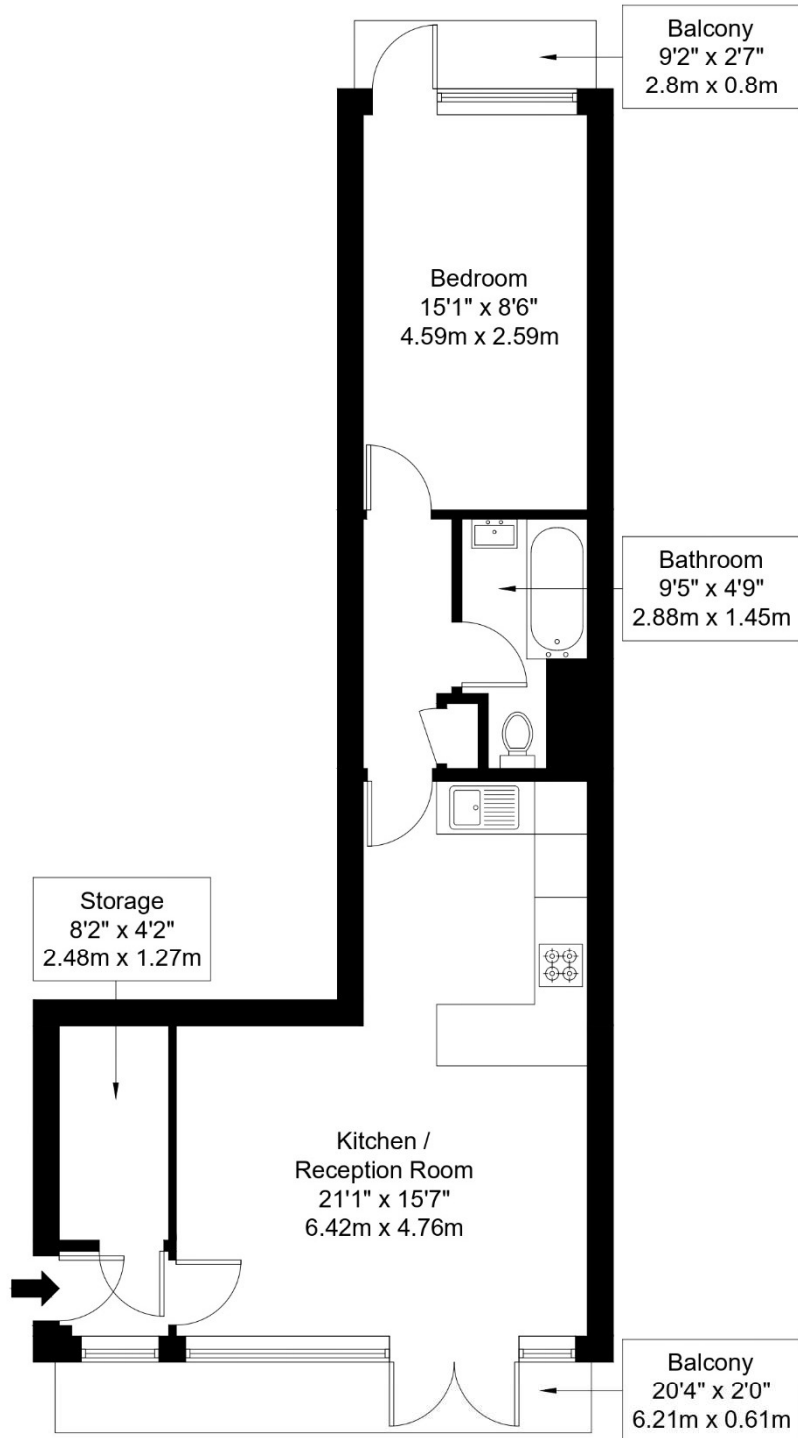 Balcony
9'2" x 2'7"
2.8m x 0.8m
Bedroom
15'1" x 8'6"
4.59m x 2.59m
Bathroom
9'5" x 4'9"
2.88m x 1.45m
Storage
8'2" x 4'2"
2.48m x 1.27m
Kitchen /
Reception Room
21'1" x 15'7"
6.42m x 4.76m
Balcony
20'4" x 2'0"
6.21m x 0.61m